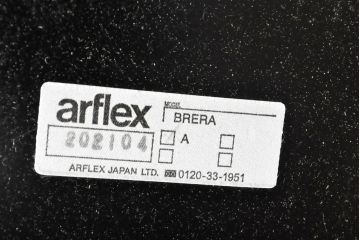 arflex
MODEL
BRERA
A
202104
ARFLEX JAPAN LTD. 0120-33-1951